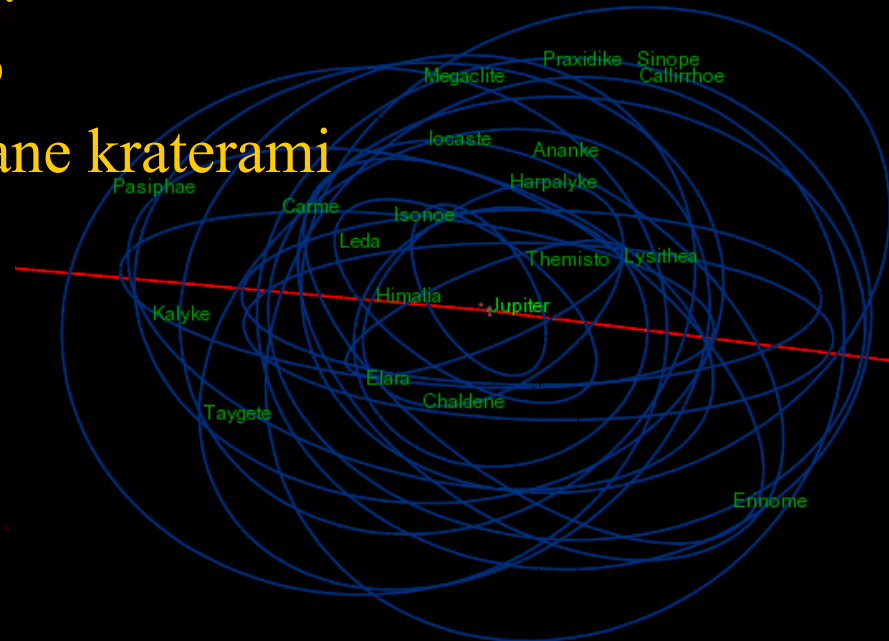 ane kraterami
Praxidike Sinope
Megaclite Callirrhoe
Iocaste
Ananke
Harpalyke
Pasiphae
Carme
Isonoe
Leda
Themisto Lysithea
Himalia
Jupiter
Kalyke
Elara
Chaldene
Taygete
Erinome